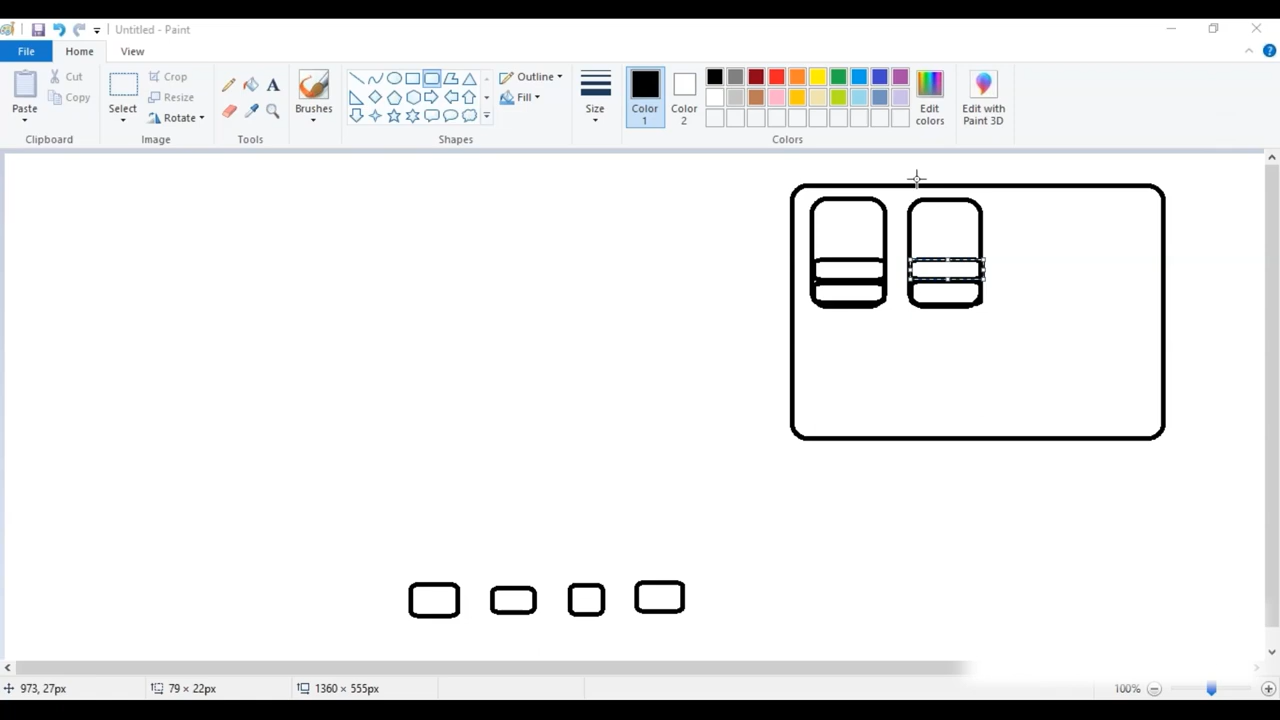 Untitled - Paint
File Home View
Paste
Clipboard
Cut
Copy
Select
Crop
Resize
Rotate
Image
Tools
Brushes
Outline
Fill
Shapes
Size
Color 1
Color 2
Edit colors
Colors
Edit with Paint 3D
973, 27px
79 × 22px
1360 × 555px
100%